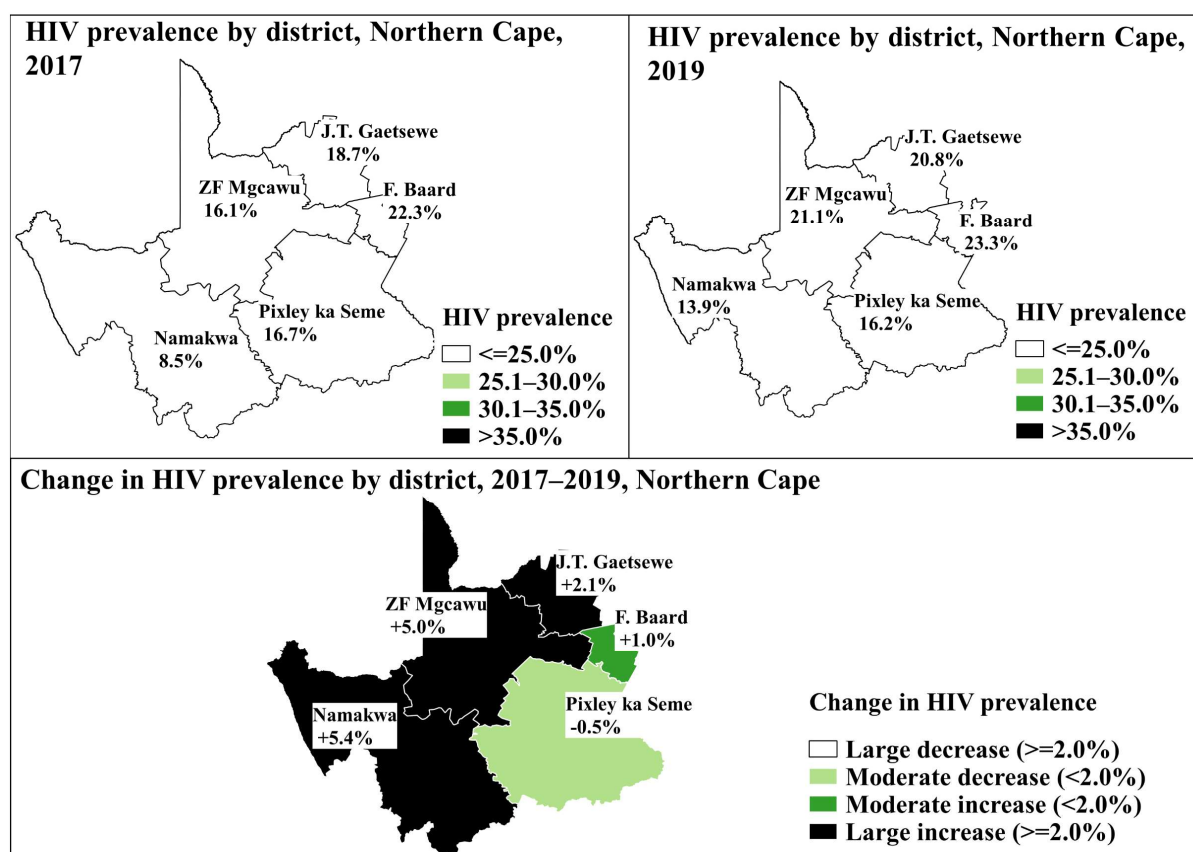 HIV prevalence by district, Northern Cape,
2017
J.T. Gaetsewe
18.7%
ZF Mgcawu
16.1%
F. Baard
22.3%
Pixley ka Seme
16.7%
Namakwa
8.5%
HIV prevalence
<=25.0%
25.1–30.0%
30.1–35.0%
>35.0%
HIV prevalence by district, Northern Cape,
2019
J.T. Gaetsewe
20.8%
ZF Mgcawu
21.1%
F. Baard
23.3%
Namakwa
13.9%
Pixley ka Seme
16.2%
HIV prevalence
<=25.0%
25.1–30.0%
30.1–35.0%
>35.0%
Change in HIV prevalence by district, 2017–2019, Northern Cape
J.T. Gaetsewe
+2.1%
ZF Mgcawu
+5.0%
F. Baard
+1.0%
Namakwa
+5.4%
Pixley ka Seme
-0.5%
Change in HIV prevalence
Large decrease (>=2.0%)
Moderate decrease (<2.0%)
Moderate increase (<2.0%)
Large increase (>=2.0%)